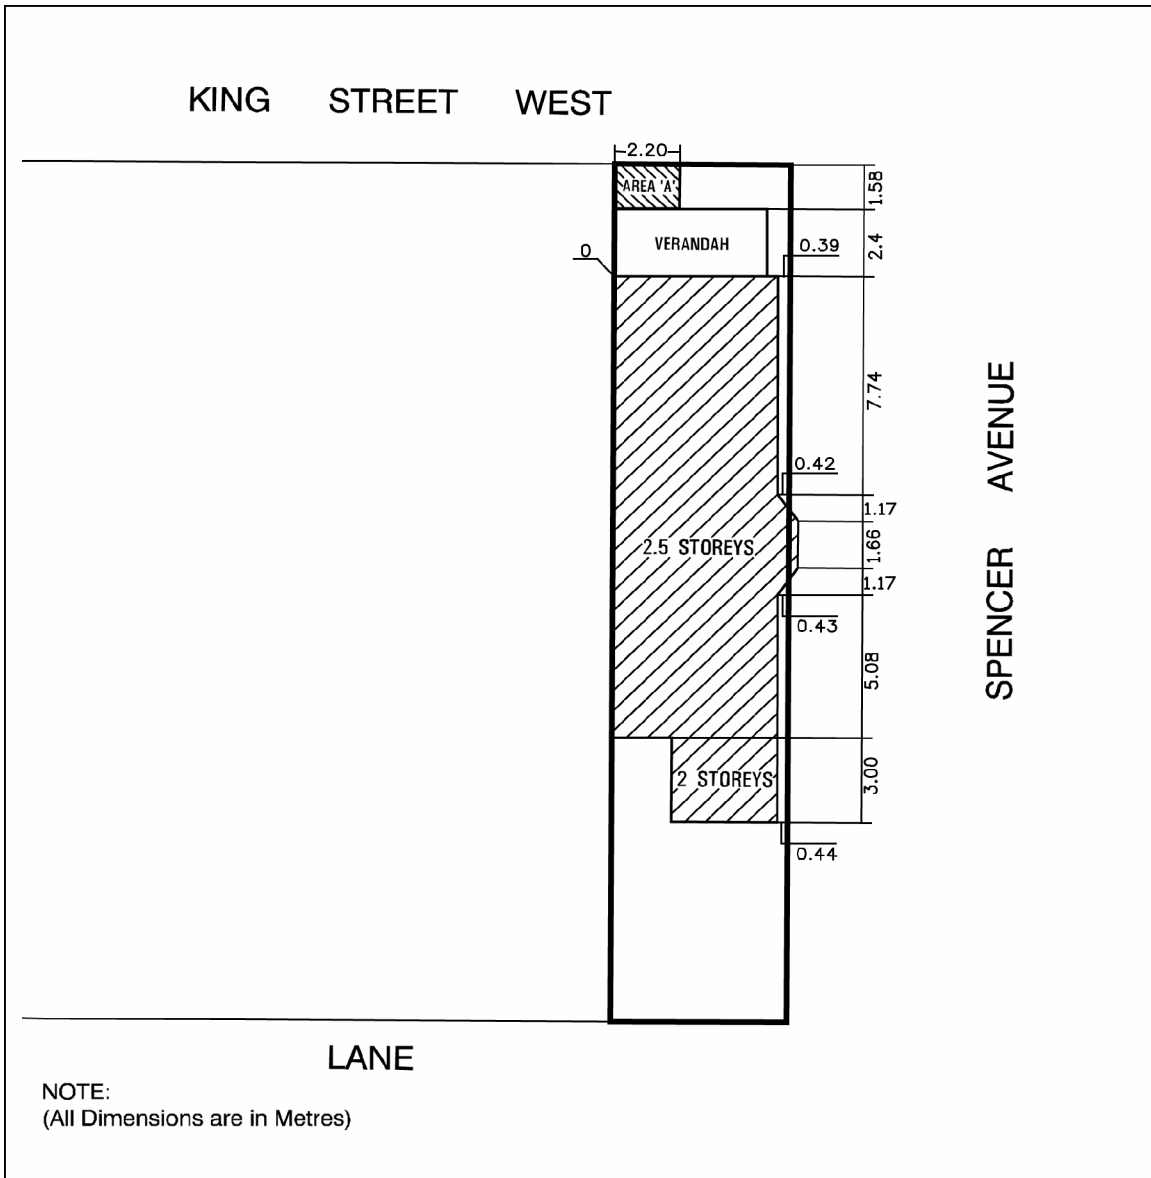 KING STREET WEST
2.20
AREA 'A'
1.58
VERANDAH
2.4
0
0.39
7.74
SPENCER AVENUE
0.42
1.17
2.5 STOREYS
1.66
1.17
0.43
5.08
2 STOREYS
3.00
0.44
LANE
NOTE:
(All Dimensions are in Metres)